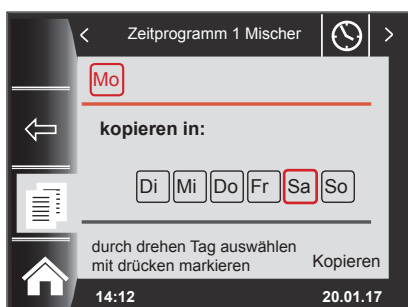 Zeitprogramm 1 Mischer
Mo
kopieren in:
Di Mi Do Fr Sa So
durch drehen Tag auswählen
mit drücken markieren Kopieren
14:12 20.01.17